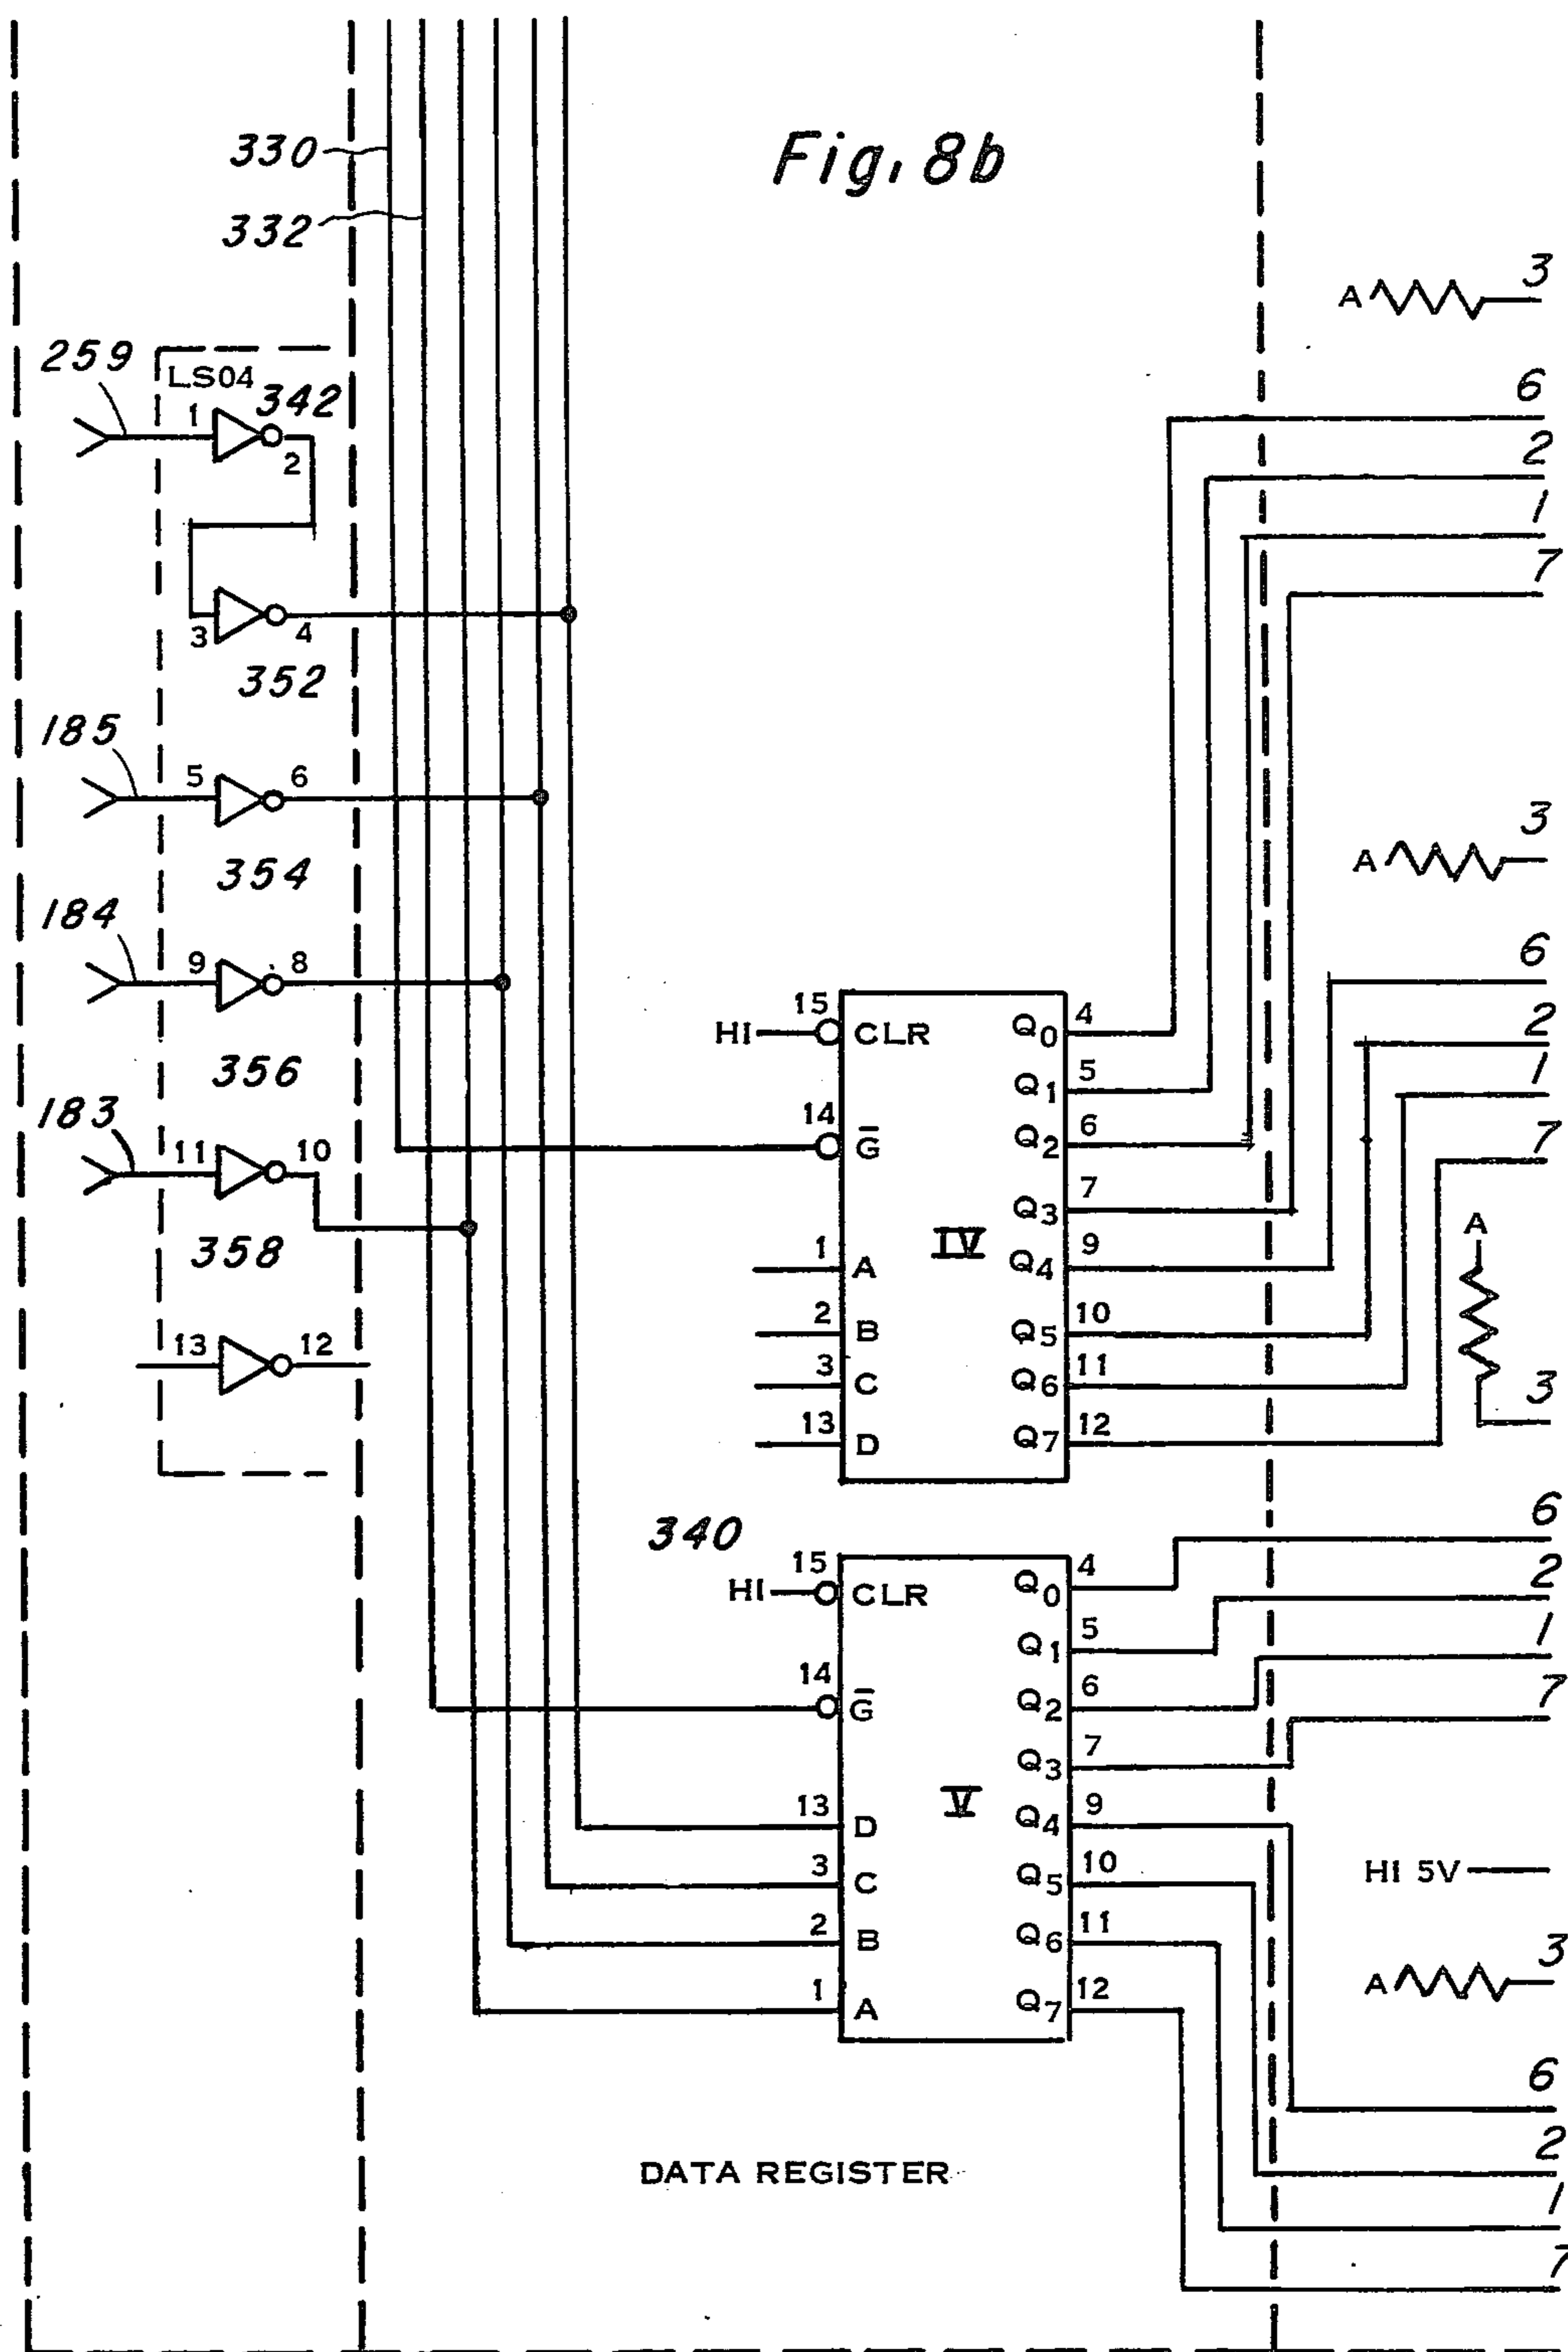 Fig. 8b
330
332
259
LS04
342
1
2
3
4
352
185
5
6
354
184
9
8
356
183
11
10
358
13
12
HI
15
CLR
14
G̅
1
A
2
B
3
C
13
D
IV
Q0
4
Q1
5
Q2
6
Q3
7
Q4
9
Q5
10
Q6
11
Q7
12
340
HI
15
CLR
14
G̅
13
D
3
C
2
B
1
A
V
Q0
4
Q1
5
Q2
6
Q3
7
Q4
9
Q5
10
Q6
11
Q7
12
DATA REGISTER
A
3
6
2
1
7
A
3
6
2
1
7
A
3
6
2
1
7
HI 5V
A
3
6
2
1
7